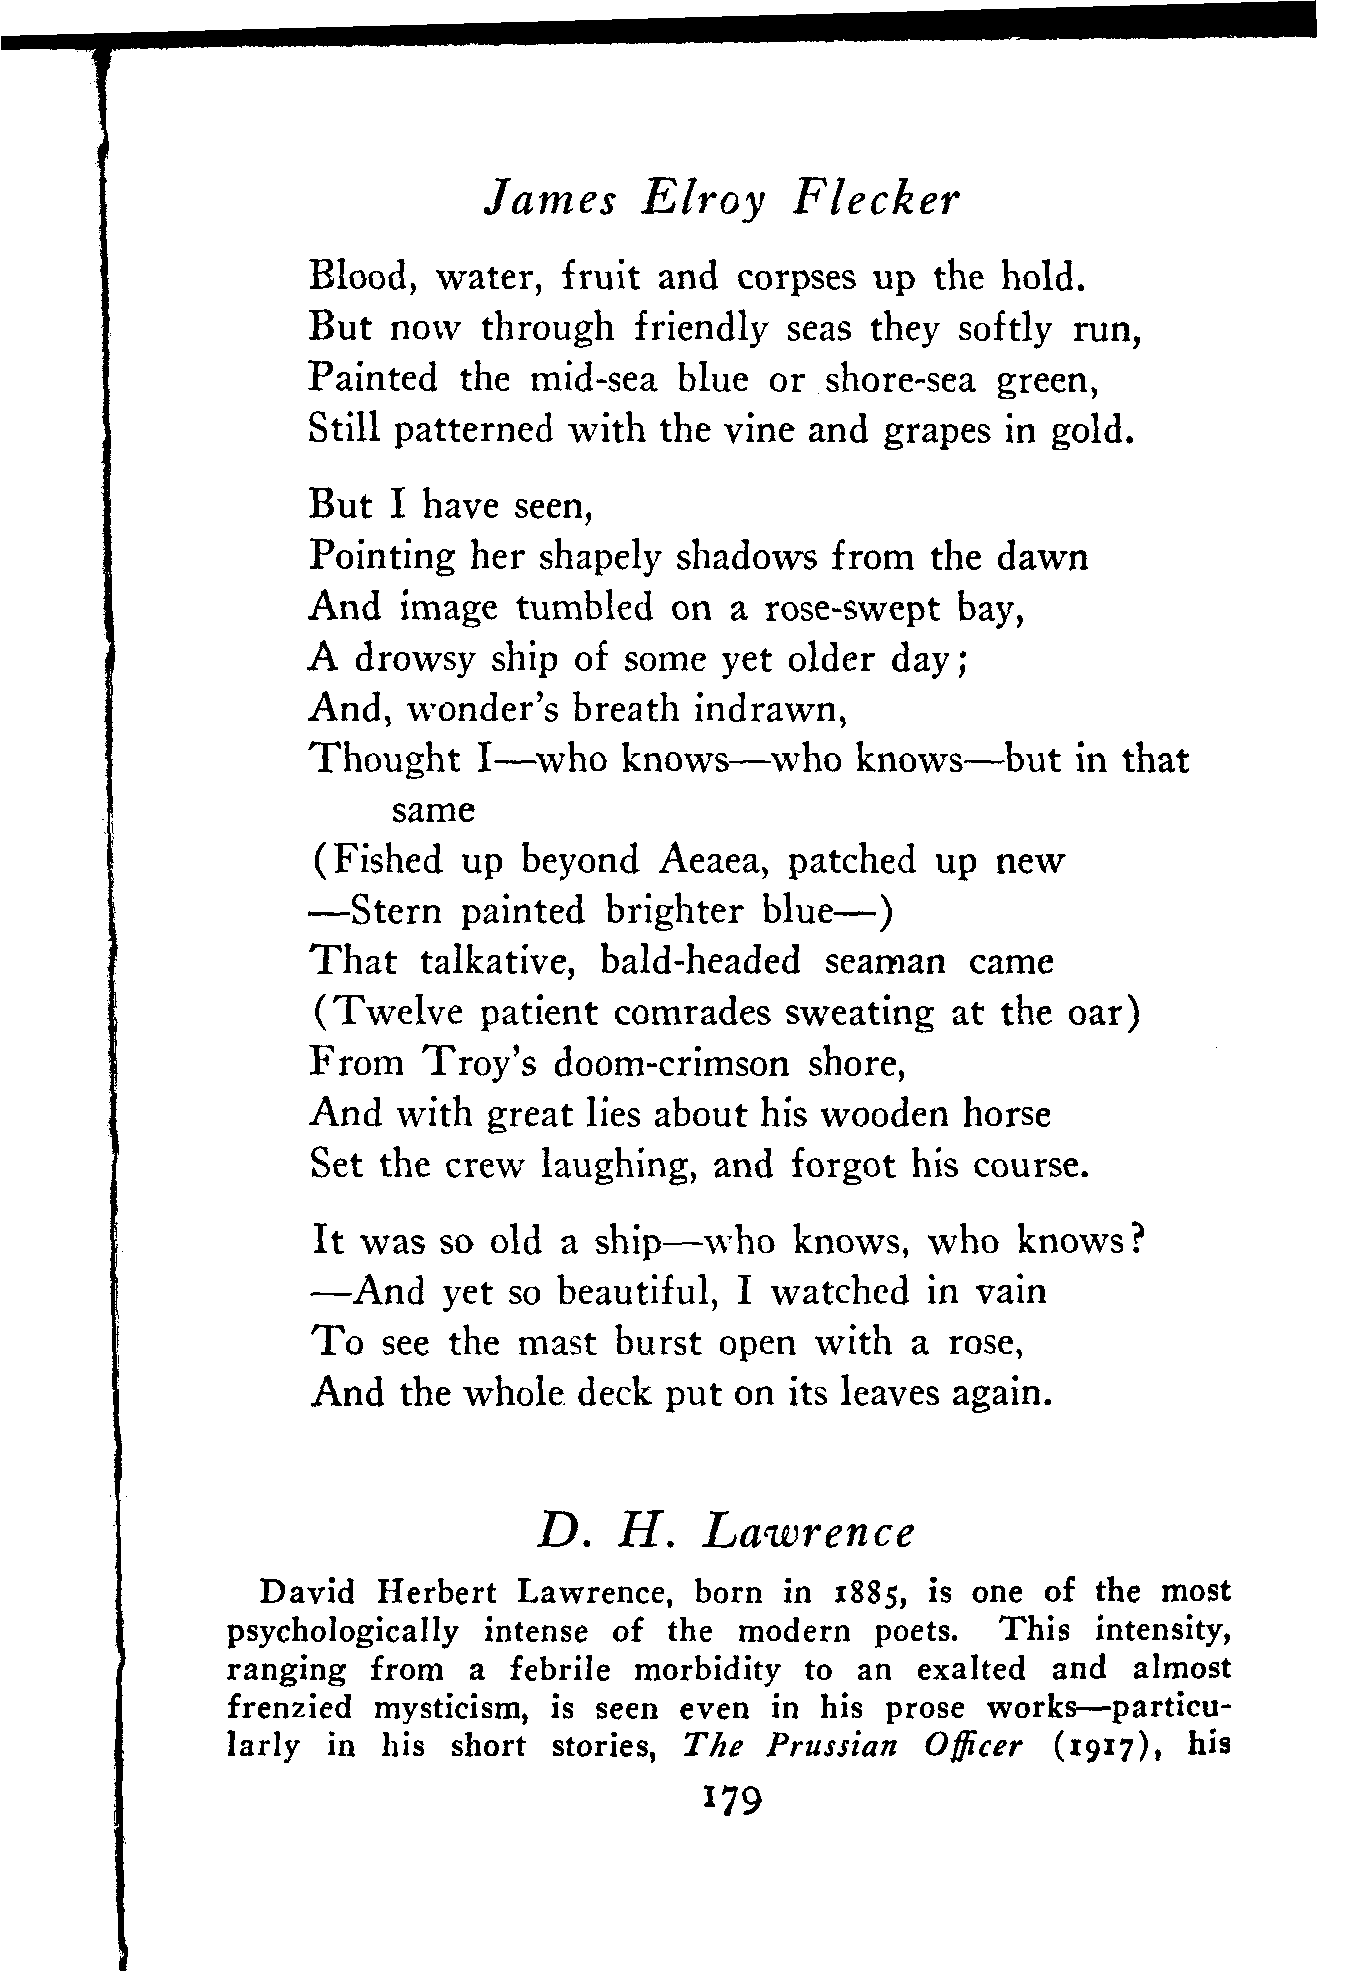 James Elroy Flecker
Blood, water, fruit and corpses up the hold.
But now through friendly seas they softly run,
Painted the mid-sea blue or shore-sea green,
Still patterned with the vine and grapes in gold.
But I have seen,
Pointing her shapely shadows from the dawn
And image tumbled on a rose-swept bay,
A drowsy ship of some yet older day;
And, wonder's breath indrawn,
Thought I—who knows—who knows—but in that
same
(Fished up beyond Aeaea, patched up new
—Stern painted brighter blue—)
That talkative, bald-headed seaman came
(Twelve patient comrades sweating at the oar)
From Troy's doom-crimson shore,
And with great lies about his wooden horse
Set the crew laughing, and forgot his course.
It was so old a ship—who knows, who knows?
—And yet so beautiful, I watched in vain
To see the mast burst open with a rose,
And the whole deck put on its leaves again.
D. H. Lawrence
David Herbert Lawrence, born in 1885, is one of the most
psychologically intense of the modern poets. This intensity,
ranging from a febrile morbidity to an exalted and almost
frenzied mysticism, is seen even in his prose works—particu-
larly in his short stories, The Prussian Officer (1917), his
179